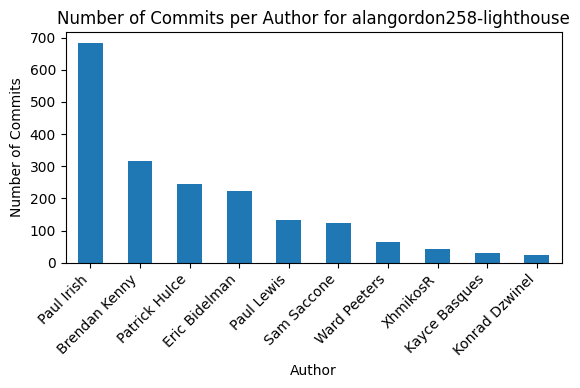 Number of Commits per Author for alangordon258-lighthouse
Number of Commits
700
600
500
400
300
200
100
0
Paul Irish
Brendan Kenny
Patrick Hulce
Eric Bidelman
Paul Lewis
Sam Saccone
Ward Peeters
XhmikosR
Kayce Basques
Konrad Dzwinel
Author